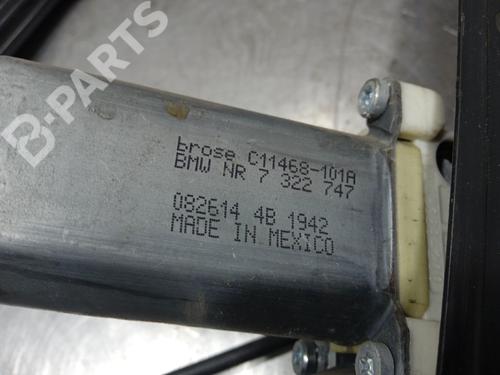 B-PARTS
brose C11468-101A
BMW NR 7 322 747
082614 4B 1942
MADE IN MEXICO